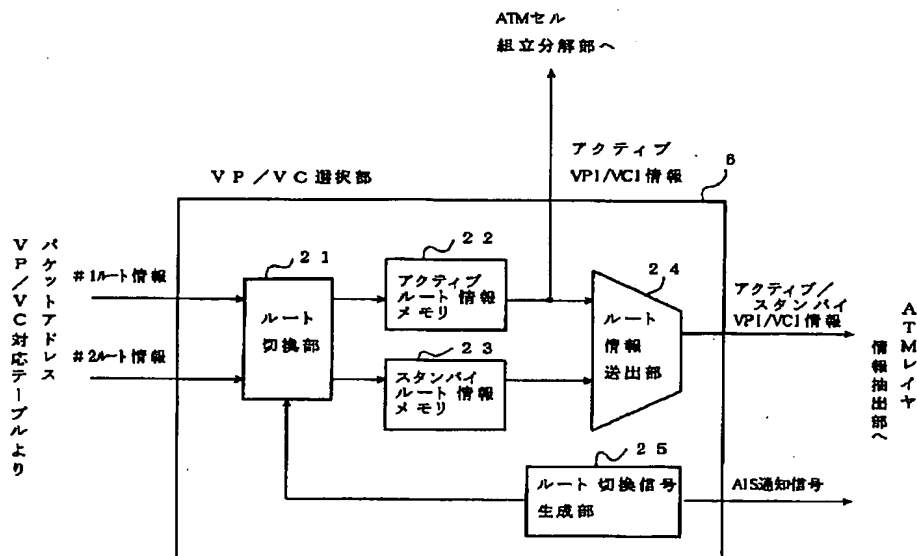 ATMセル
組立分解部へ
アクティブ
VPI/VCI情報
6
VP/VC選択部
パケットアドレス
VP/VC対応テーブルより
#1ルート情報
#2ルート情報
21
ルート
切換部
22
アクティブ
ルート情報
メモリ
23
スタンバイ
ルート情報
メモリ
24
ルート
情報
送出部
アクティブ/
スタンバイ
VPI/VCI情報
ATMレイヤ
情報抽出部へ
25
ルート切換信号
生成部
AIS通知信号